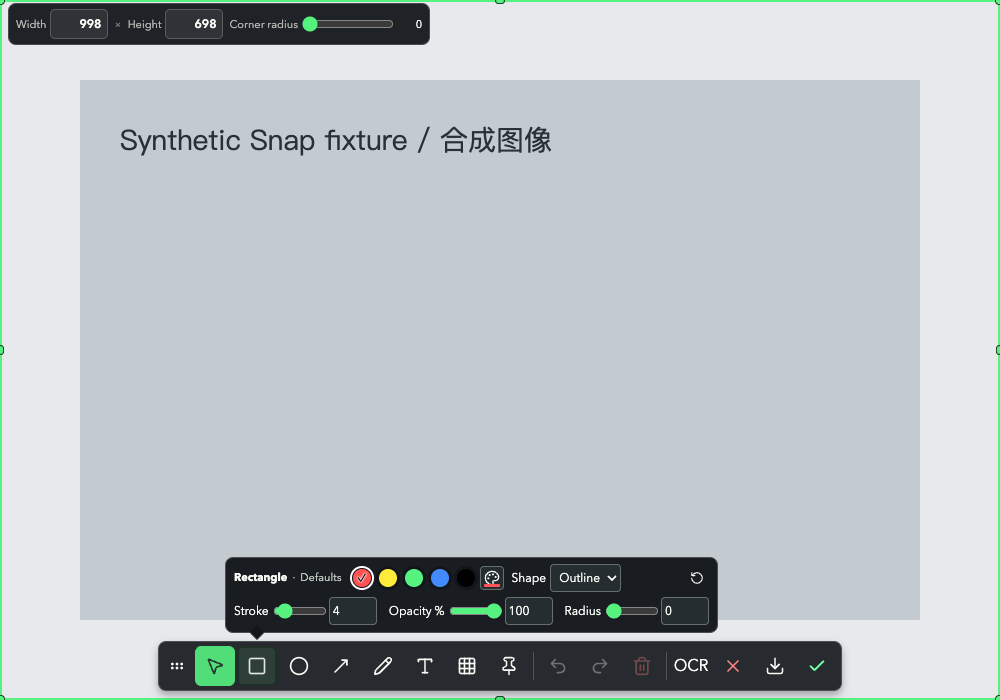 Width 998 × Height 698 Corner radius 0
Synthetic Snap fixture / 合成图像
Rectangle · Defaults Shape Outline
Stroke 4 Opacity % 100 Radius 0
OCR